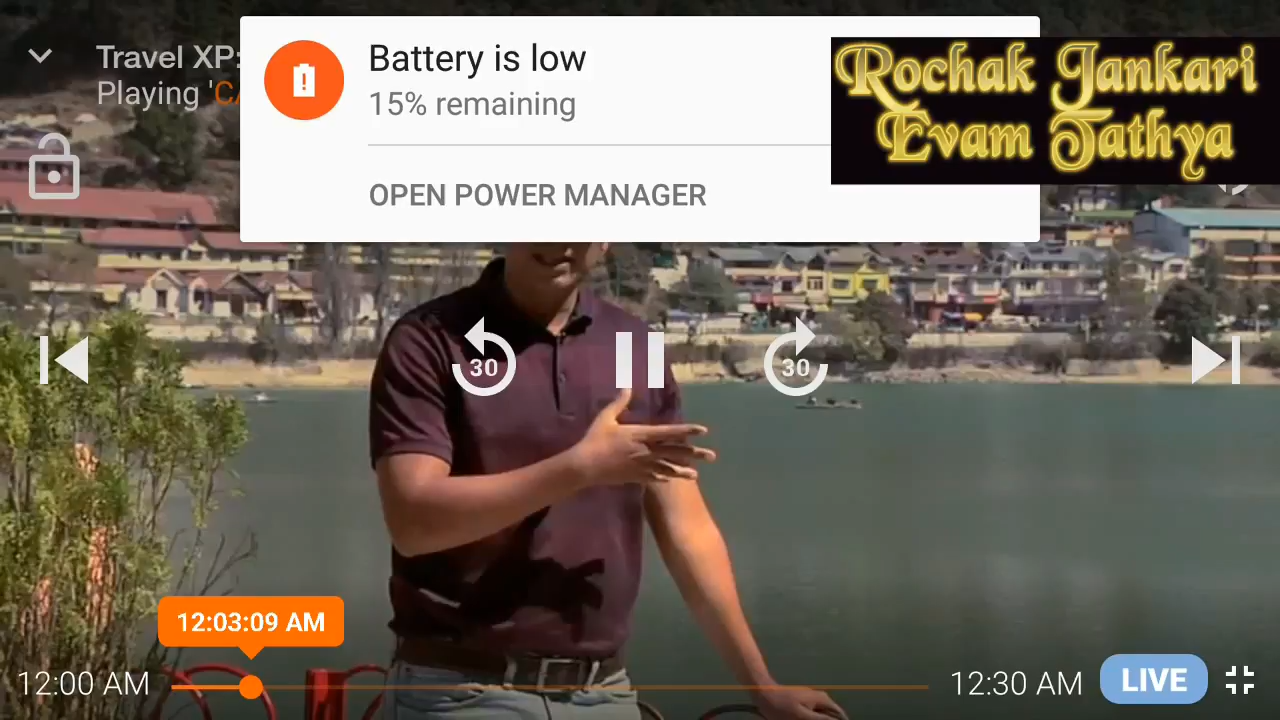 Travel XP:
Playing 'CA
Battery is low
15% remaining
OPEN POWER MANAGER
Rochak Jankari
Evam Tathya
30
30
12:03:09 AM
12:00 AM
12:30 AM
LIVE